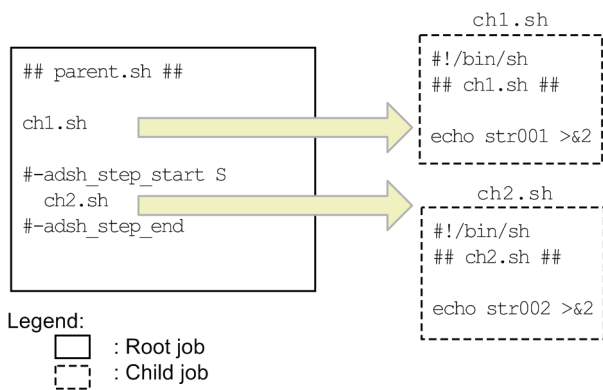 ## parent.sh ##
ch1.sh
#-adsh_step_start S
ch2.sh
#-adsh_step_end
ch1.sh
#!/bin/sh
## ch1.sh ##
echo str001 >&2
ch2.sh
#!/bin/sh
## ch2.sh ##
echo str002 >&2
Legend:
: Root job
: Child job